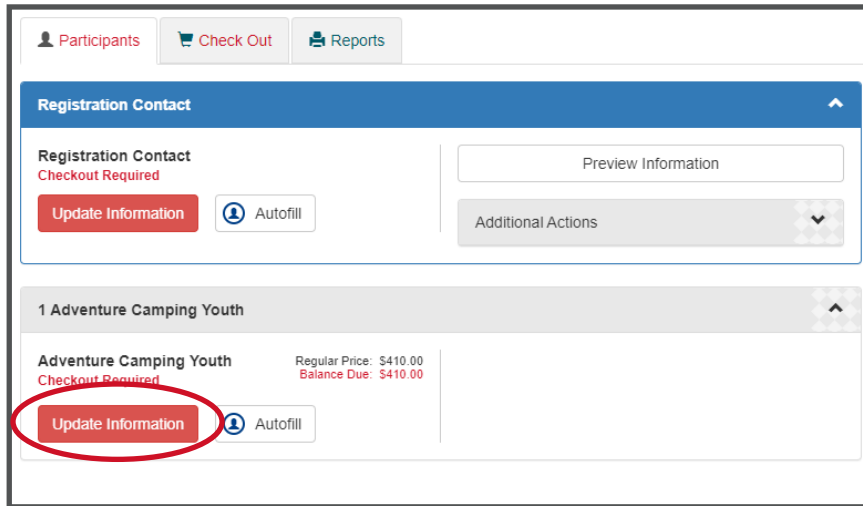 Participants
Check Out
Reports
Registration Contact
Registration Contact
Checkout Required
Update Information
Autofill
Preview Information
Additional Actions
1 Adventure Camping Youth
Adventure Camping Youth
Regular Price: $410.00
Checkout Required
Balance Due: $410.00
Update Information
Autofill